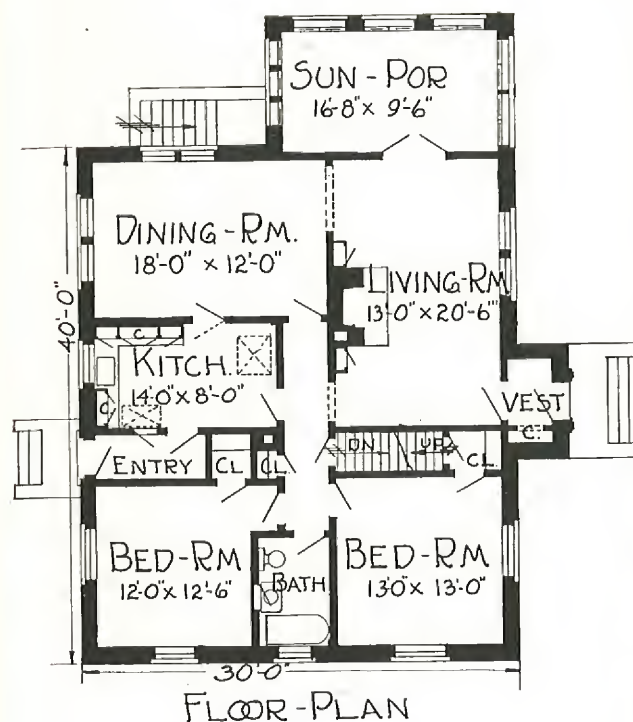 SUN-POR
16'-8" x 9'-6"
DINING-RM.
18'-0" x 12'-0"
LIVING-RM
13'-0" x 20'-6"
40'-0"
C.
KITCH.
14'0" x 8'-0"
C
VEST
C.
ENTRY
CL
CL
DN
UP
CL
BED-RM
12'-0" x 12'-6"
BATH
BED-RM
13'0" x 13'-0"
30'-0"
FLOOR-PLAN